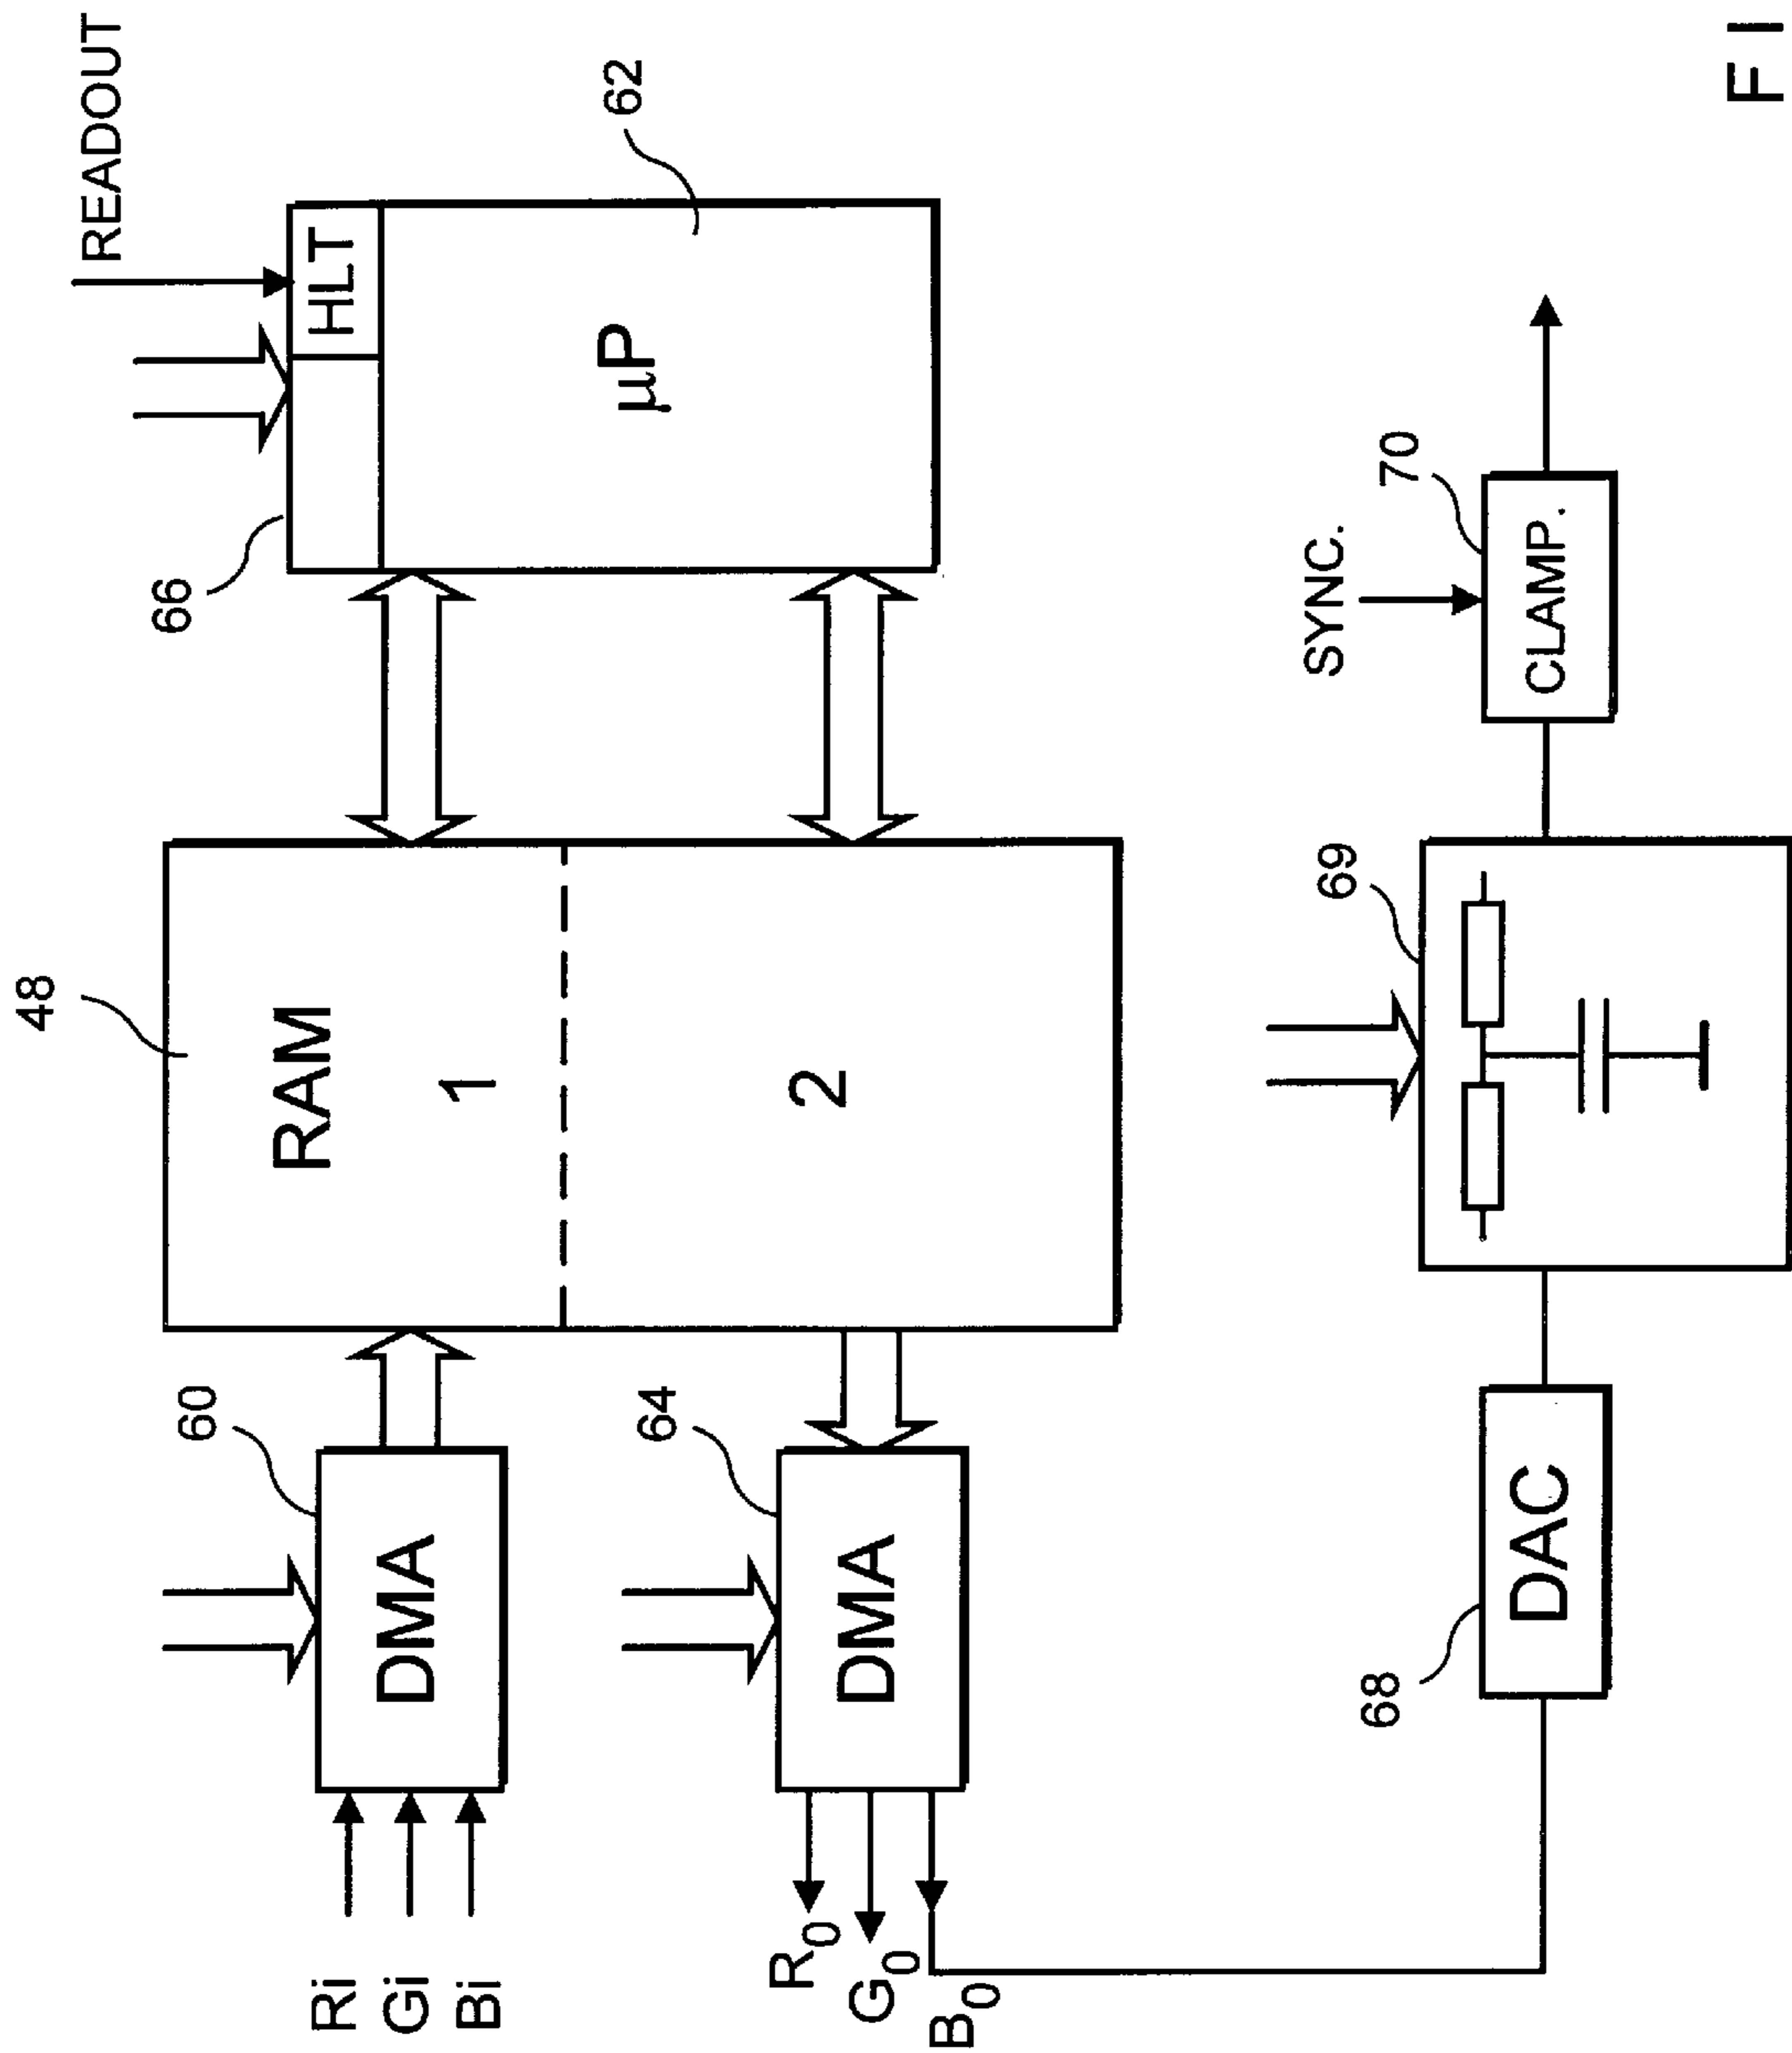 READOUT
48
66
62
HLT
60
RAM
1
Ri
Gi
Bi
DMA
µP
64
2
R0
G0
B0
DMA
SYNC.
69
70
68
DAC
CLAMP.
F I